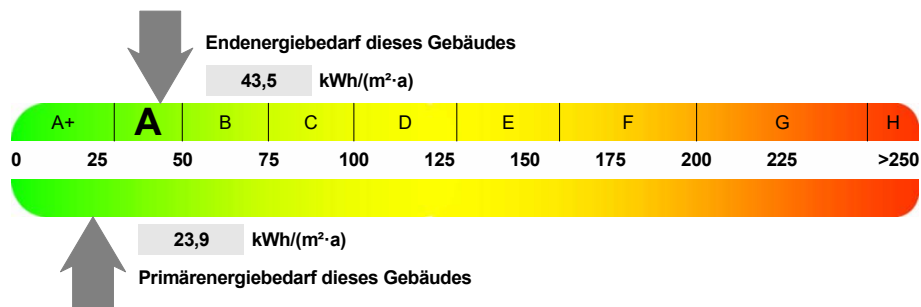 Endenergiebedarf dieses Gebäudes
43,5 kWh/(m²·a)
A+ A B C D E F G H
0 25 50 75 100 125 150 175 200 225 >250
23,9 kWh/(m²·a)
Primärenergiebedarf dieses Gebäudes